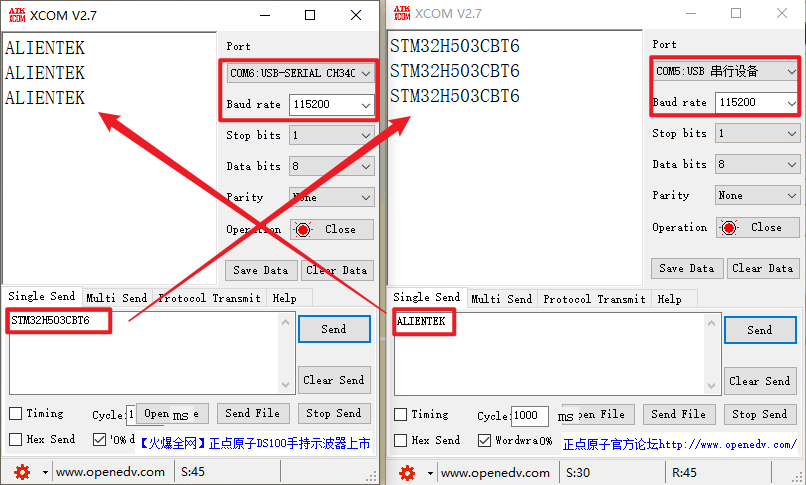 ATK XCOM XCOM V2.7
ALIENTEK
ALIENTEK
ALIENTEK
Port
COM6:USB-SERIAL CH34C
Baud rate 115200
Stop bits 1
Data bits 8
Parity None
Operation Close
Save Data Clear Data
Single Send Multi Send Protocol Transmit Help
STM32H503CBT6
Send
Clear Send
Timing Cycle: 1 ms Open Send File Stop Send
Hex Send 【火爆全网】正点原子DS100手持示波器上市
www.openedv.com S:45
ATK XCOM XCOM V2.7
STM32H503CBT6
STM32H503CBT6
STM32H503CBT6
Port
COM5:USB 串行设备
Baud rate 115200
Stop bits 1
Data bits 8
Parity None
Operation Close
Save Data Clear Data
Single Send Multi Send Protocol Transmit Help
ALIENTEK
Send
Clear Send
Timing Cycle: 1000 ms File Send File Stop Send
Hex Send Wordwra0% 正点原子官方论坛http://www.openedv.com/
www.openedv.com S:30 R:45